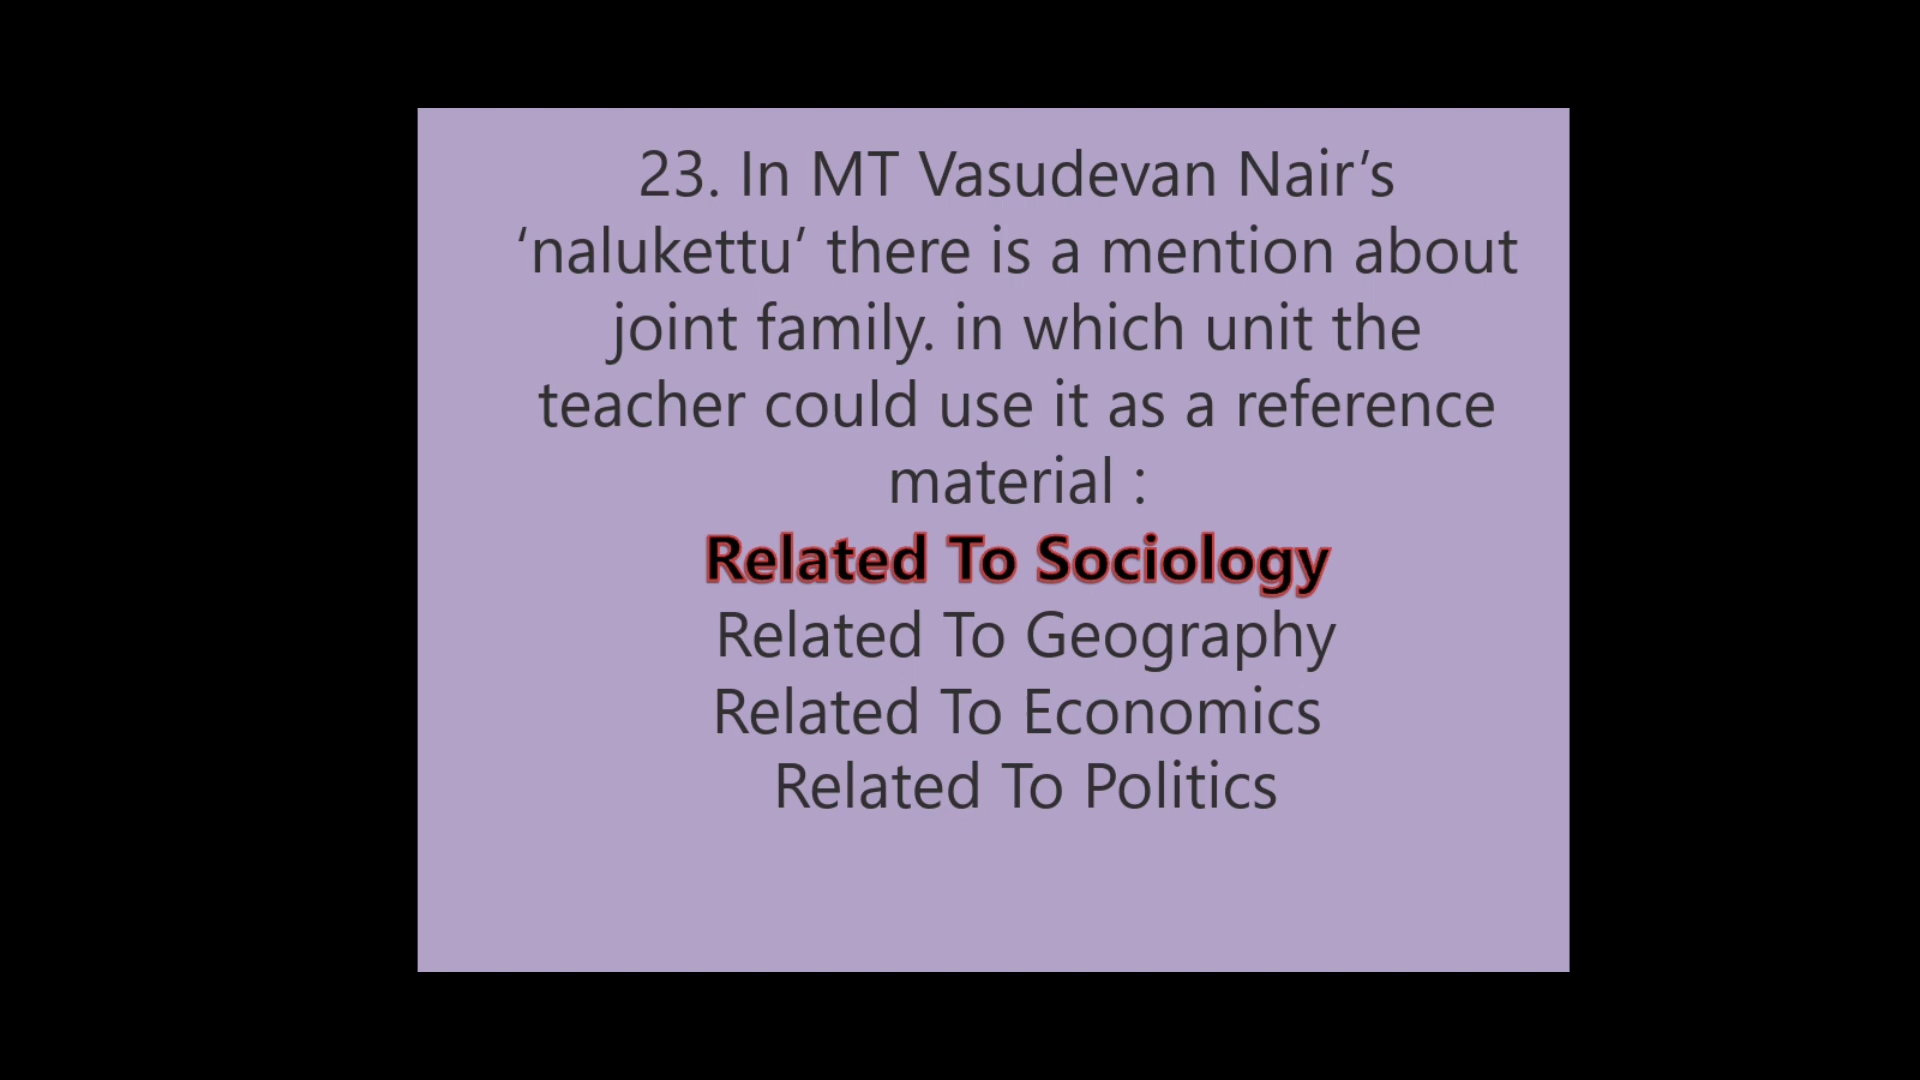 23. In MT Vasudevan Nair’s
‘nalukettu’ there is a mention about
joint family. in which unit the
teacher could use it as a reference
material :
Related To Sociology
Related To Geography
Related To Economics
Related To Politics